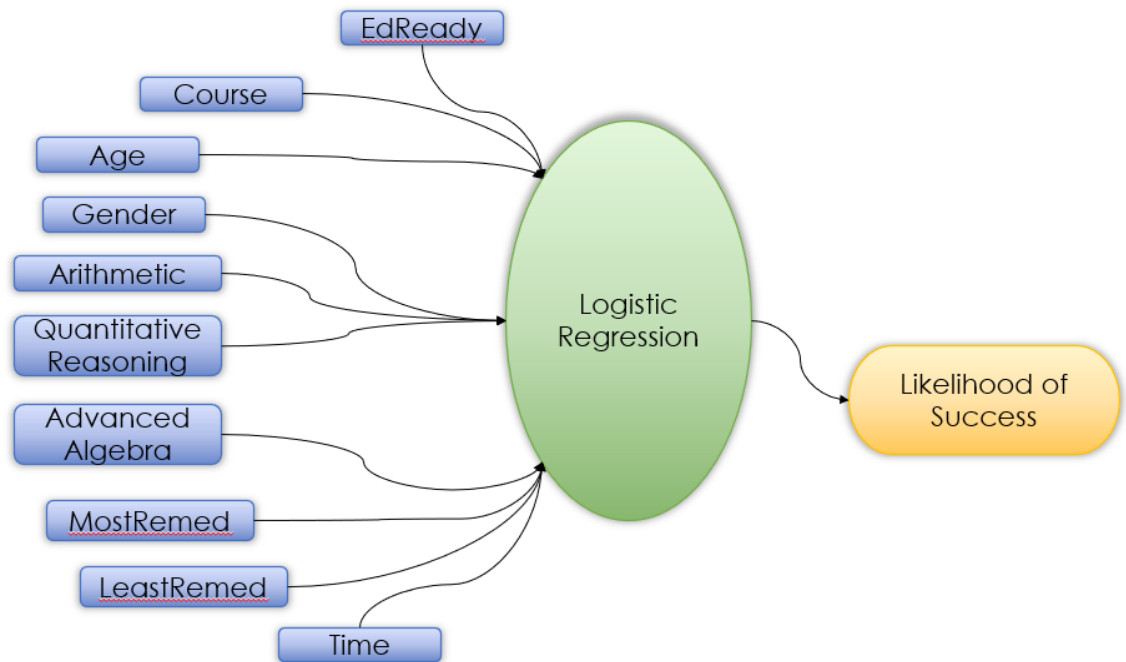 EdReady
Course
Age
Gender
Arithmetic
Quantitative
Reasoning
Advanced
Algebra
MostRemed
LeastRemed
Time
Logistic
Regression
Likelihood of
Success